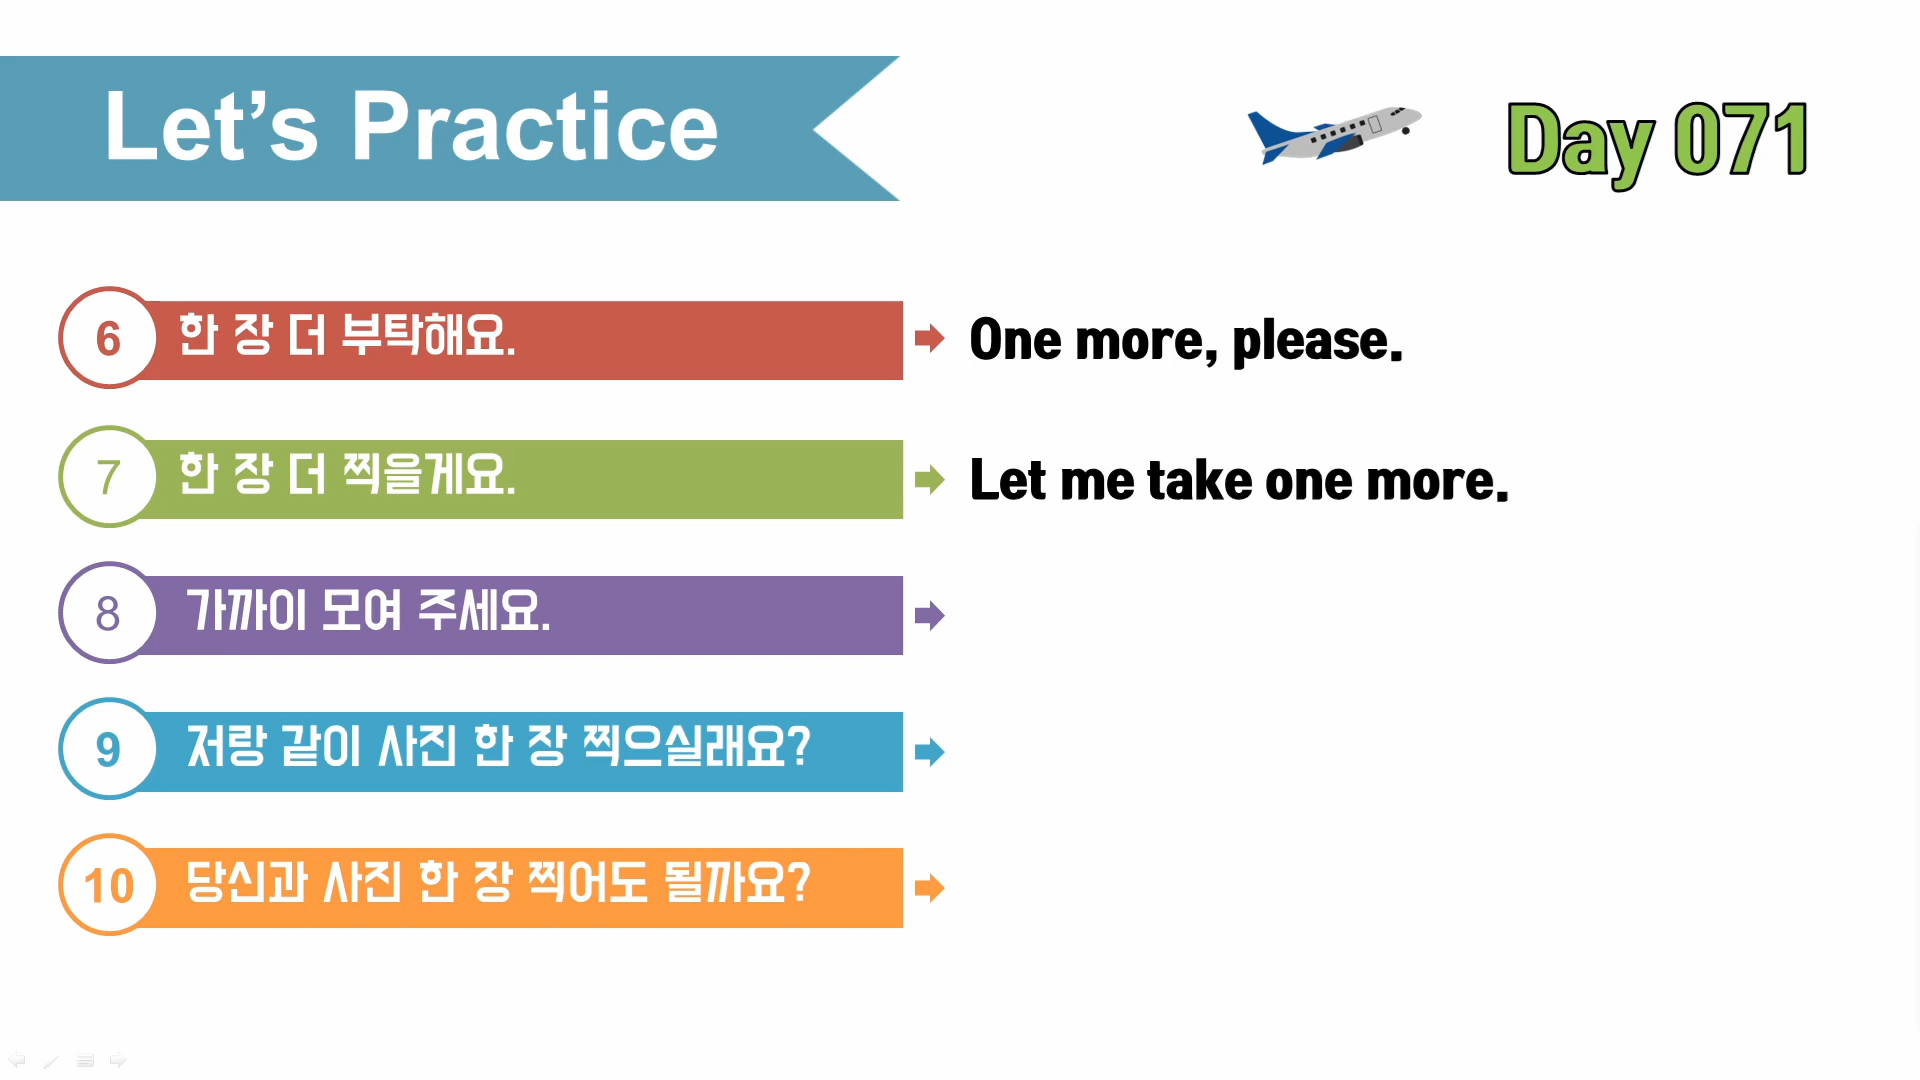 Let's Practice
Day 071
6 한 장 더 부탁해요. One more, please.
7 한 장 더 찍을게요. Let me take one more.
8 가까이 모여 주세요.
9 저랑 같이 사진 한 장 찍으실래요?
10 당신과 사진 한 장 찍어도 될까요?